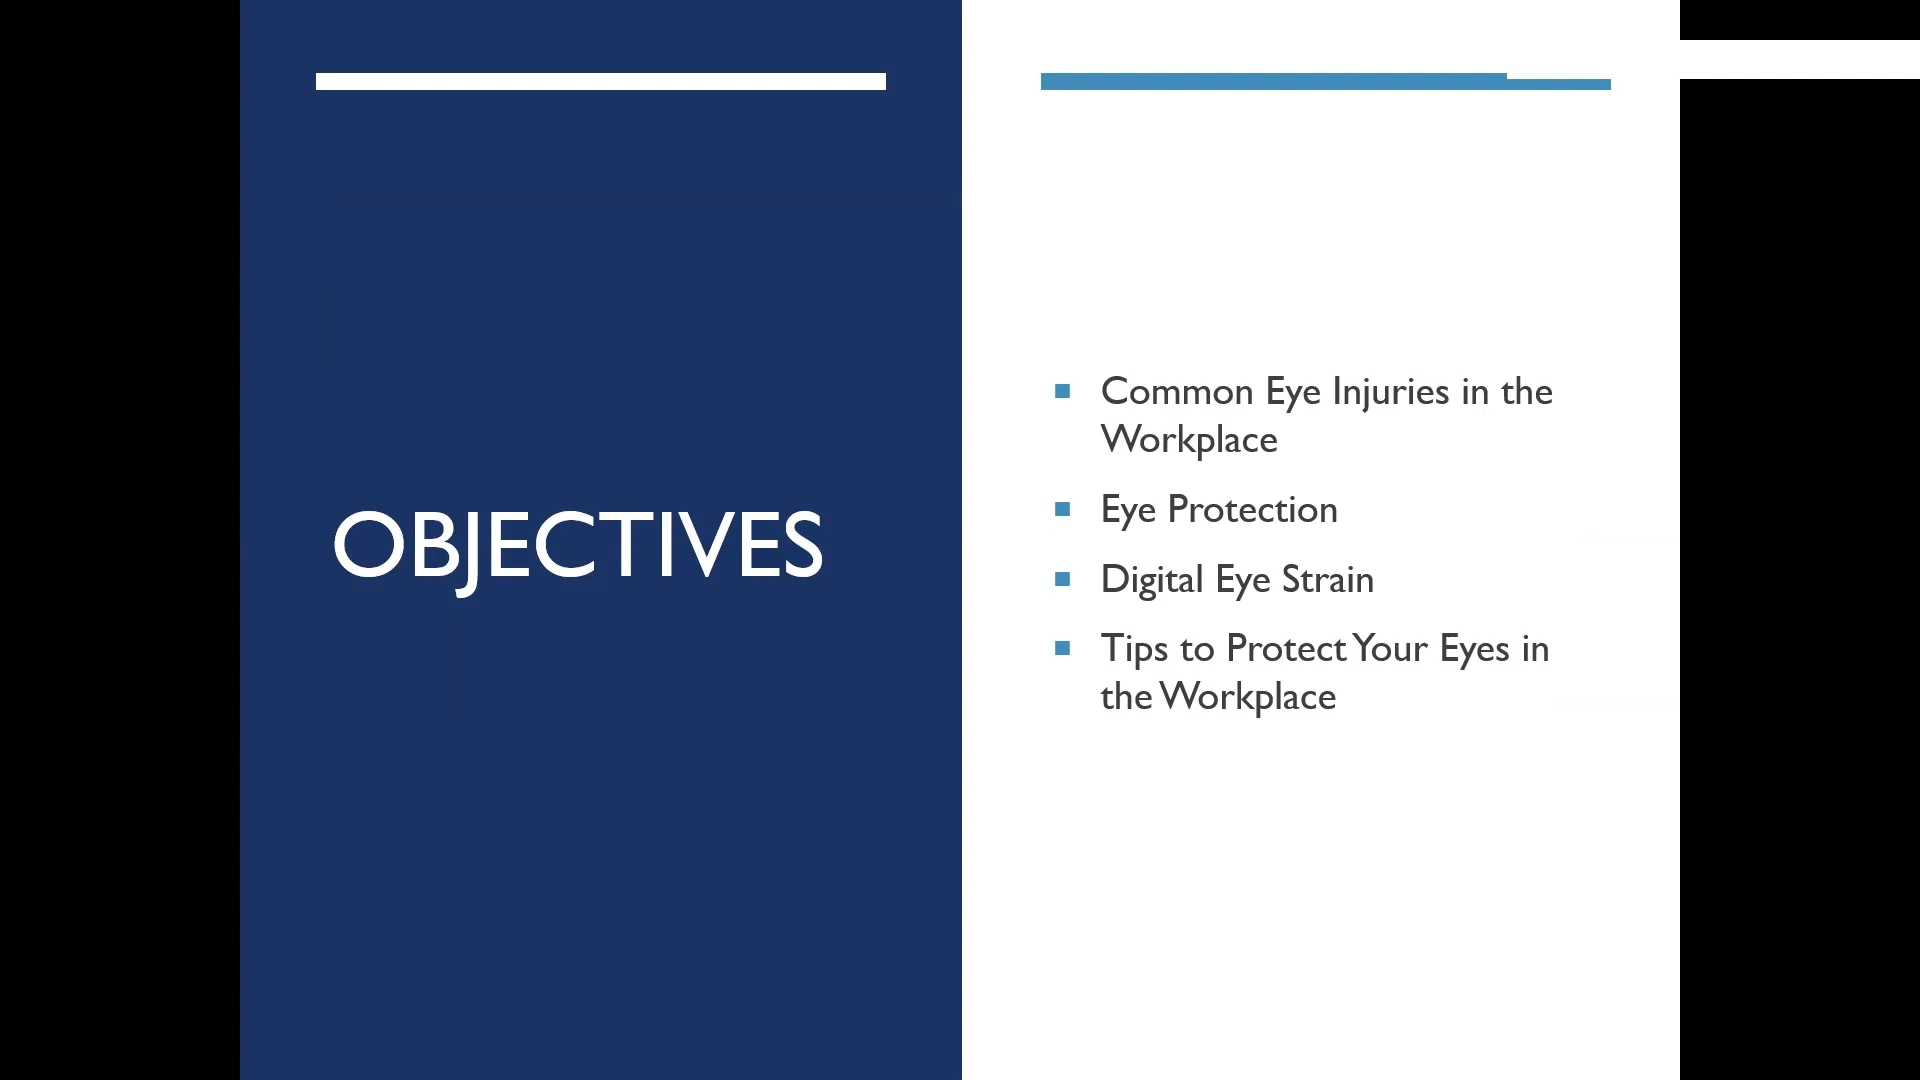 OBJECTIVES
Common Eye Injuries in the
Workplace
Eye Protection
Digital Eye Strain
Tips to Protect Your Eyes in
the Workplace